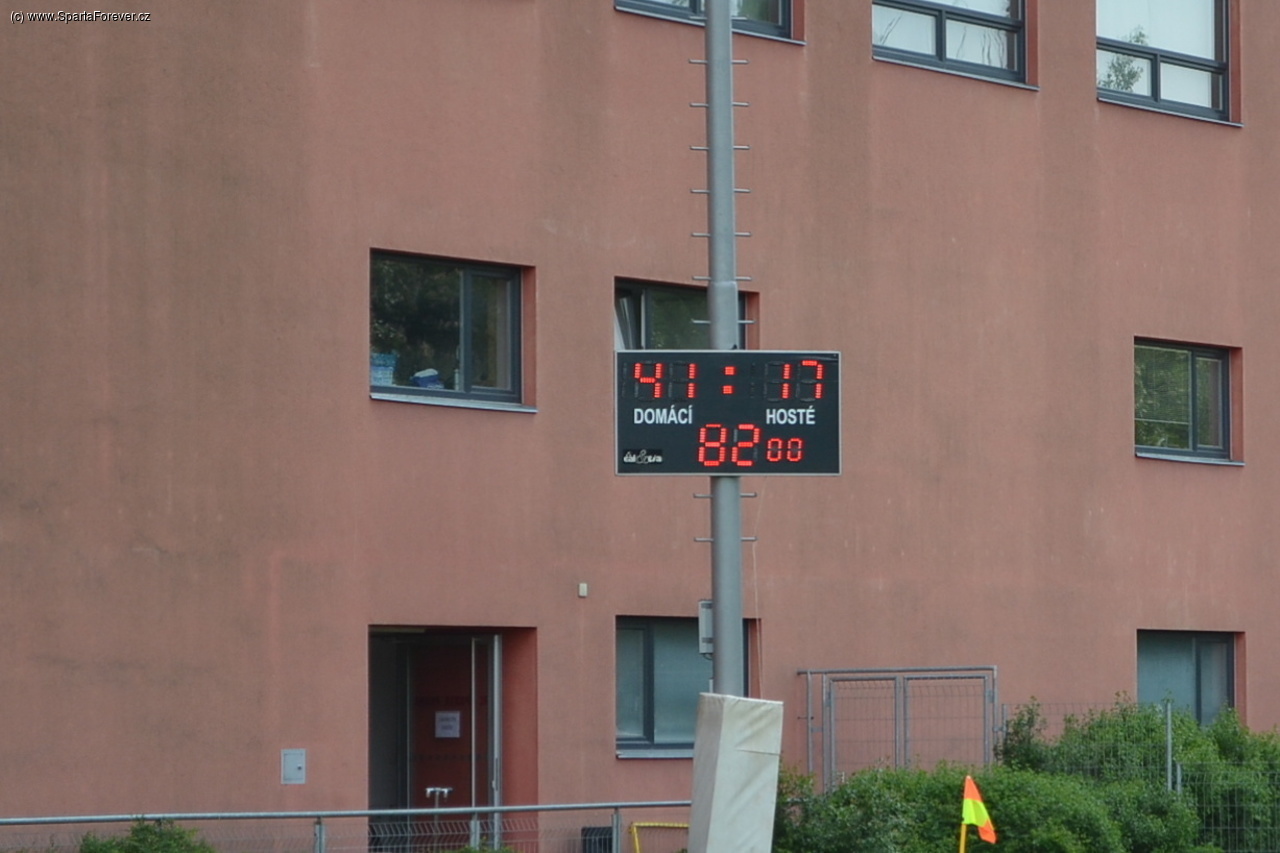 (c) www.SpartaForever.cz
41 : 17
DOMÁCÍ HOSTÉ
82 00